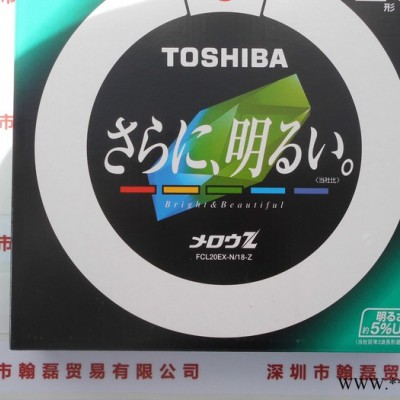 形
TOSHIBA
さらに、明るい。
〈当社比〉
Bright&Beautiful
メロウZ
FCL20EX-N/18-Z
明るさ
約5%U
市翰磊贸易有限公司
深圳市翰磊贸易
www.